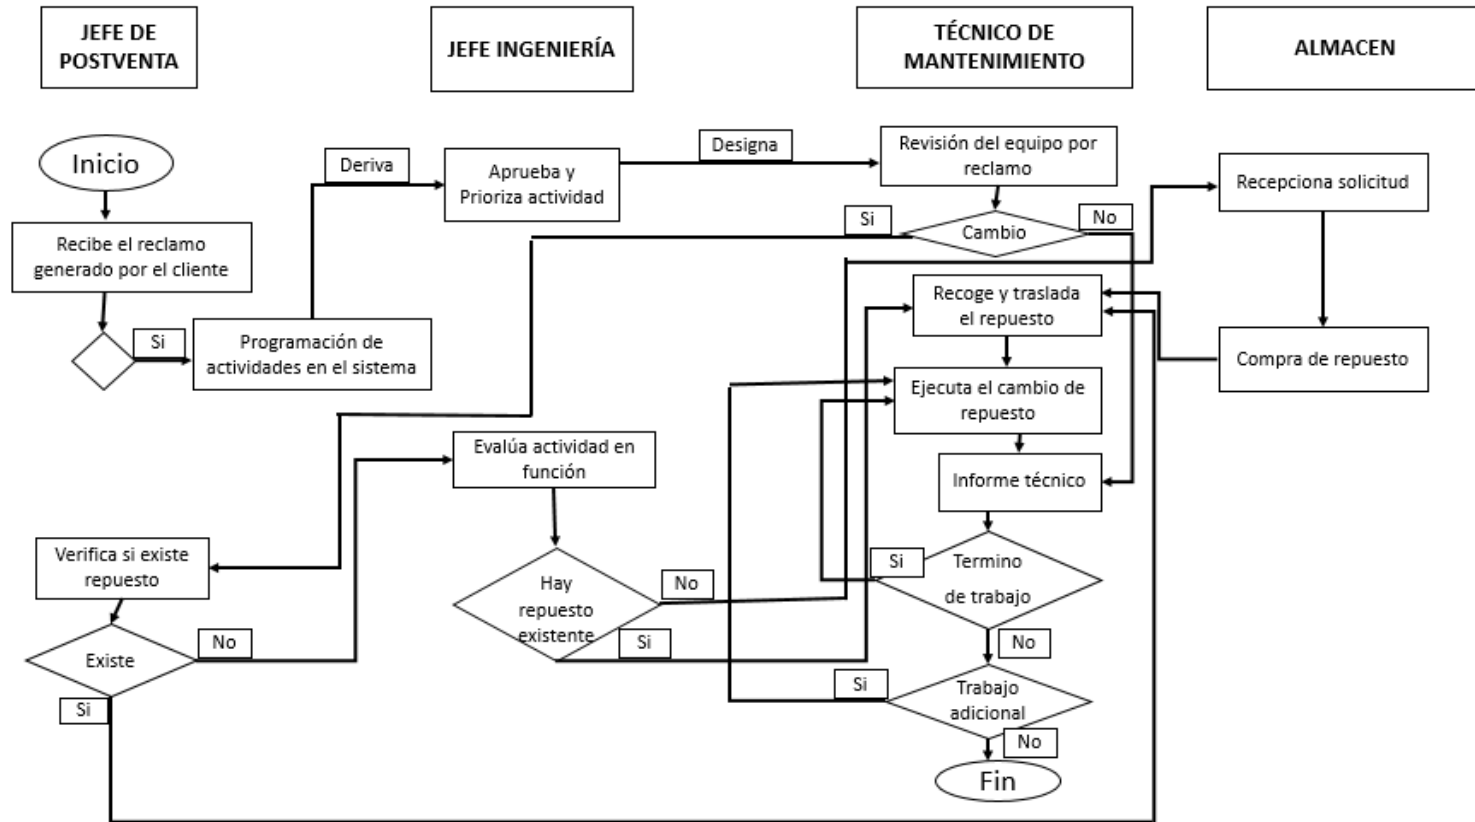 JEFE DE
POSTVENTA
JEFE INGENIERÍA
TÉCNICO DE
MANTENIMIENTO
ALMACEN
Inicio
Deriva
Aprueba y
Prioriza actividad
Designa
Revisión del equipo por
reclamo
Recepciona solicitud
Recibe el reclamo
generado por el cliente
Si
Cambio
No
Si
Programación de
actividades en el sistema
Recoge y traslada
el repuesto
Compra de repuesto
Ejecuta el cambio de
repuesto
Evalúa actividad en
función
Informe técnico
Verifica si existe
repuesto
Hay
repuesto
existente
No
Si
Si
Termino
de trabajo
No
Existe
No
Si
Si
Trabajo
adicional
No
Fin